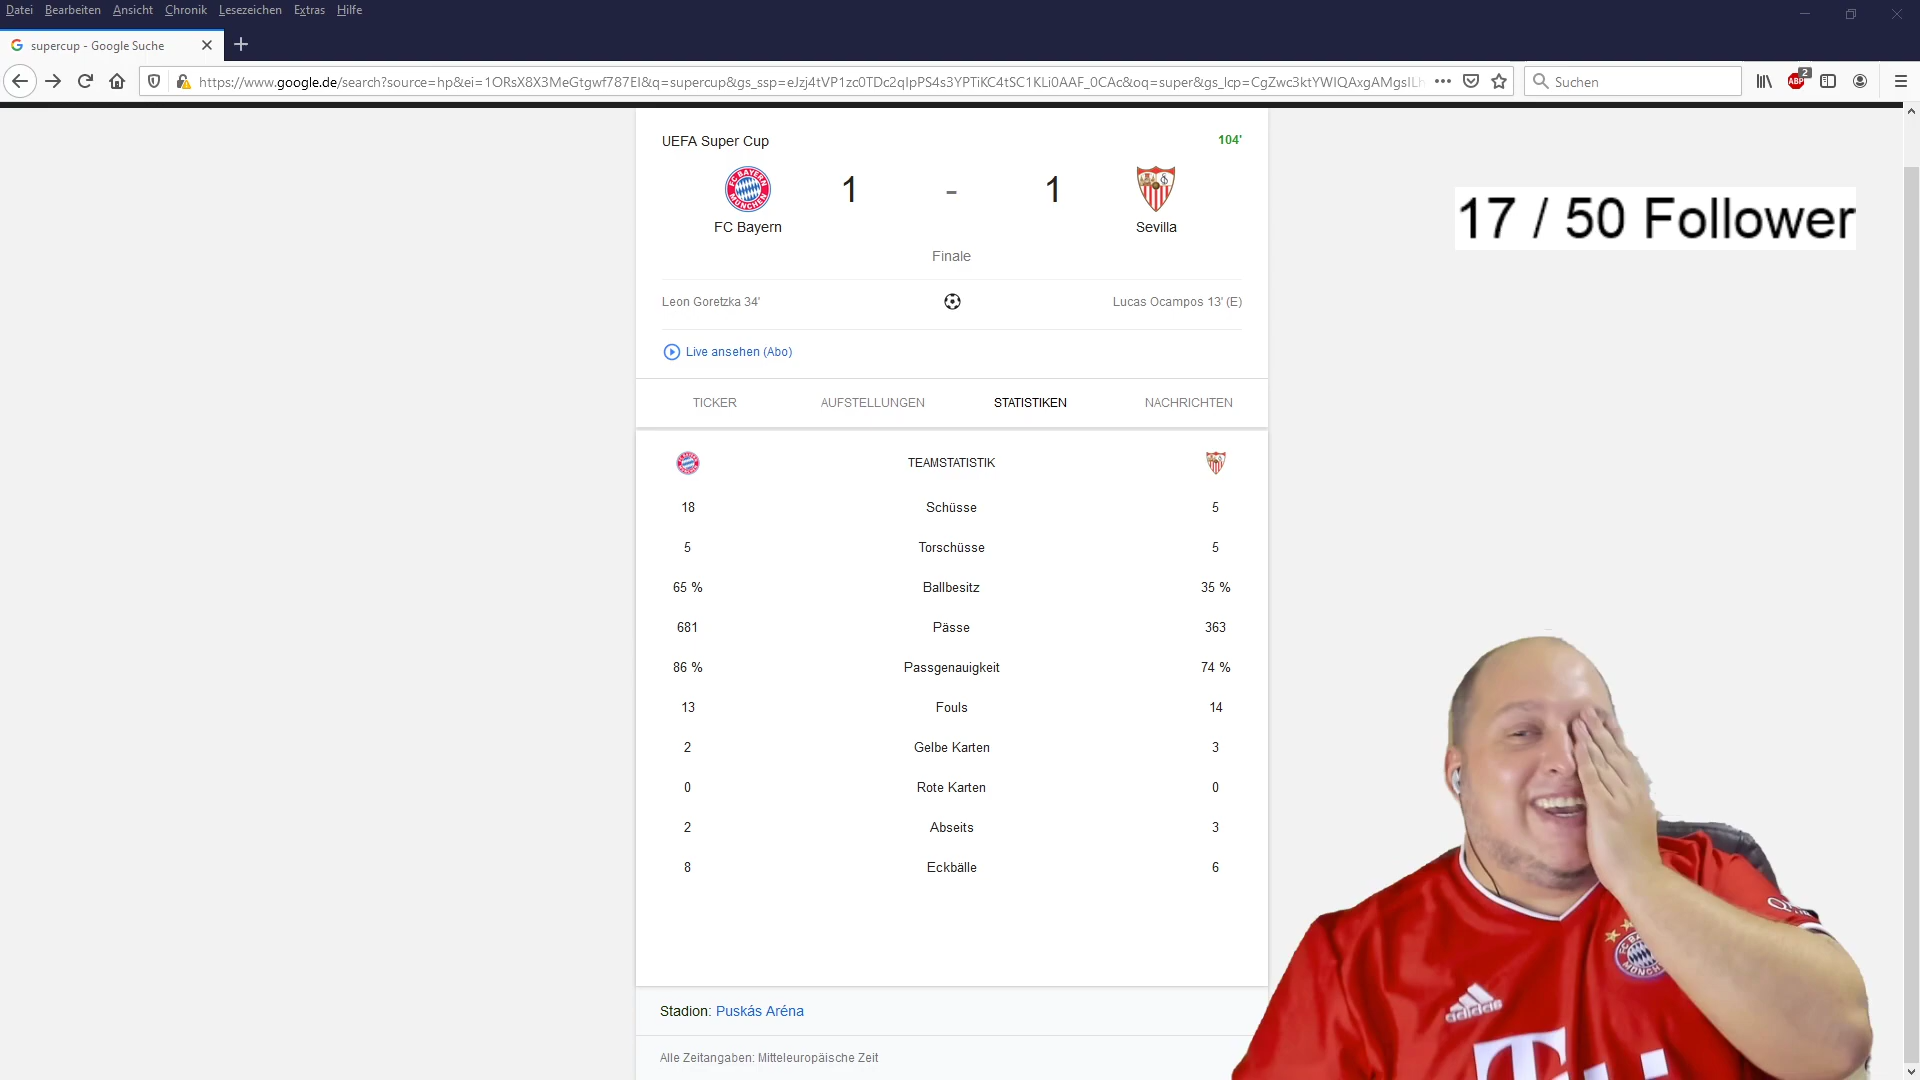 Datei Bearbeiten Ansicht Chronik Lesezeichen Extras Hilfe
supercup - Google Suche
https://www.google.de/search?source=hp&ei=1ORsX8X3MeGtgwf787EI&q=supercup&gs_ssp=eJzj4tVP1zc0TDc2qIpPS4s3YPTiKC4tSC1KLi0AAF_0CAc&oq=super&gs_lcp=CgZwc3ktYWIQAxgAMgsILh
Suchen
ABP
2
UEFA Super Cup 104'
1 - 1
FC Bayern Sevilla
17 / 50 Follower
Finale
Leon Goretzka 34' Lucas Ocampos 13' (E)
Live ansehen (Abo)
TICKER AUFSTELLUNGEN STATISTIKEN NACHRICHTEN
TEAMSTATISTIK
18 Schüsse 5
5 Torschüsse 5
65 % Ballbesitz 35 %
681 Pässe 363
86 % Passgenauigkeit 74 %
13 Fouls 14
2 Gelbe Karten 3
0 Rote Karten 0
2 Abseits 3
8 Eckbälle 6
Stadion: Puskás Aréna
Alle Zeitangaben: Mitteleuropäische Zeit
adidas